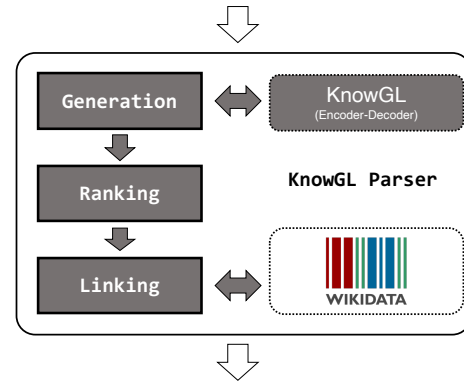 Generation
KnowGL
(Encoder-Decoder)
Ranking
KnowGL Parser
Linking
WIKIDATA